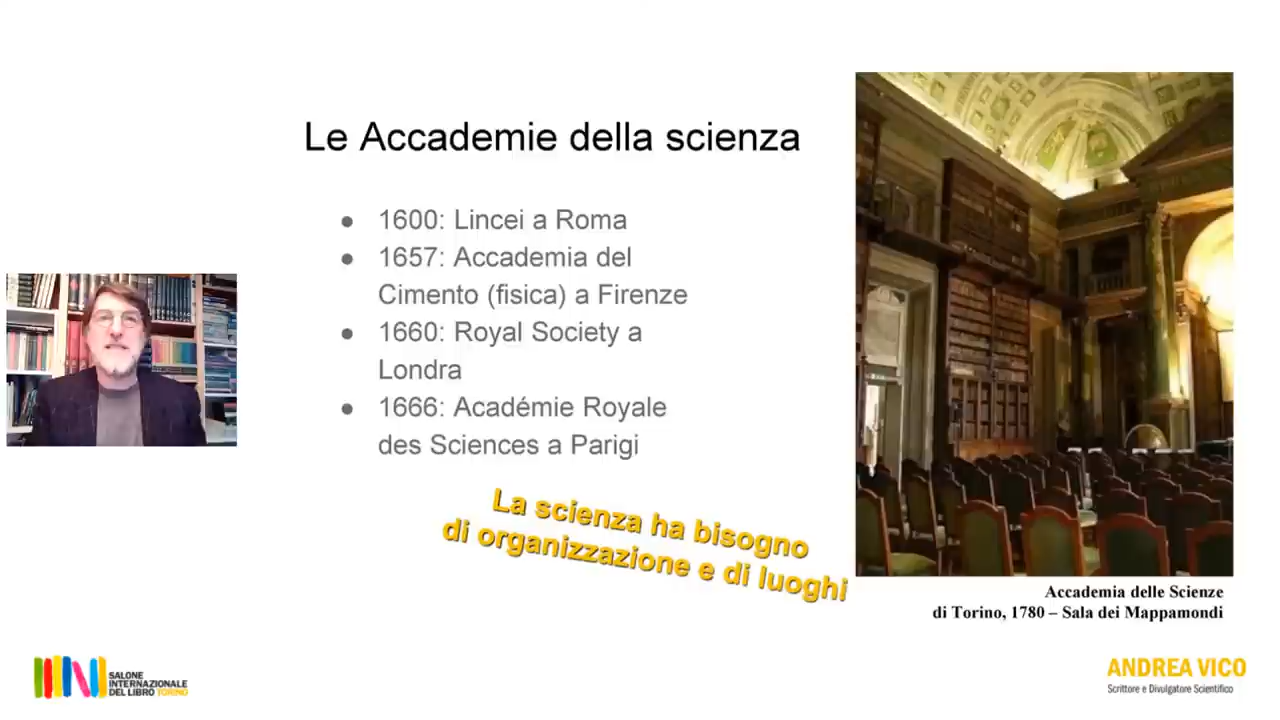 Le Accademie della scienza
● 1600: Lincei a Roma
● 1657: Accademia del
Cimento (fisica) a Firenze
● 1660: Royal Society a
Londra
● 1666: Académie Royale
des Sciences a Parigi
La scienza ha bisogno
di organizzazione e di luoghi
Accademia delle Scienze
di Torino, 1780 – Sala dei Mappamondi
SALONE
INTERNAZIONALE
DEL LIBRO TORINO
ANDREA VICO
Scrittore e Divulgatore Scientifico